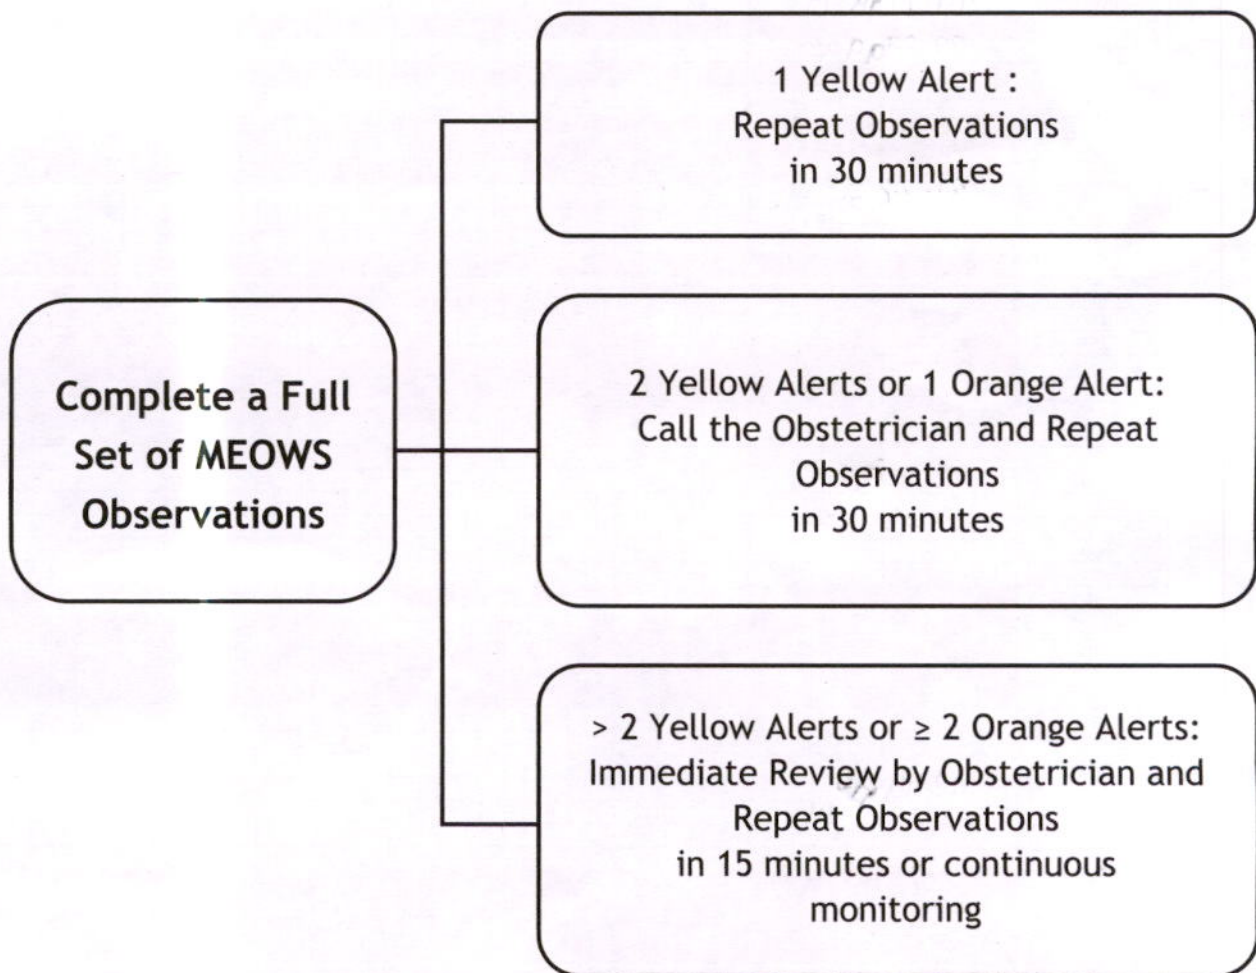 1 Yellow Alert :
Repeat Observations
in 30 minutes
Complete a Full
Set of MEOWS
Observations
2 Yellow Alerts or 1 Orange Alert:
Call the Obstetrician and Repeat
Observations
in 30 minutes
> 2 Yellow Alerts or ≥ 2 Orange Alerts:
Immediate Review by Obstetrician and
Repeat Observations
in 15 minutes or continuous
monitoring